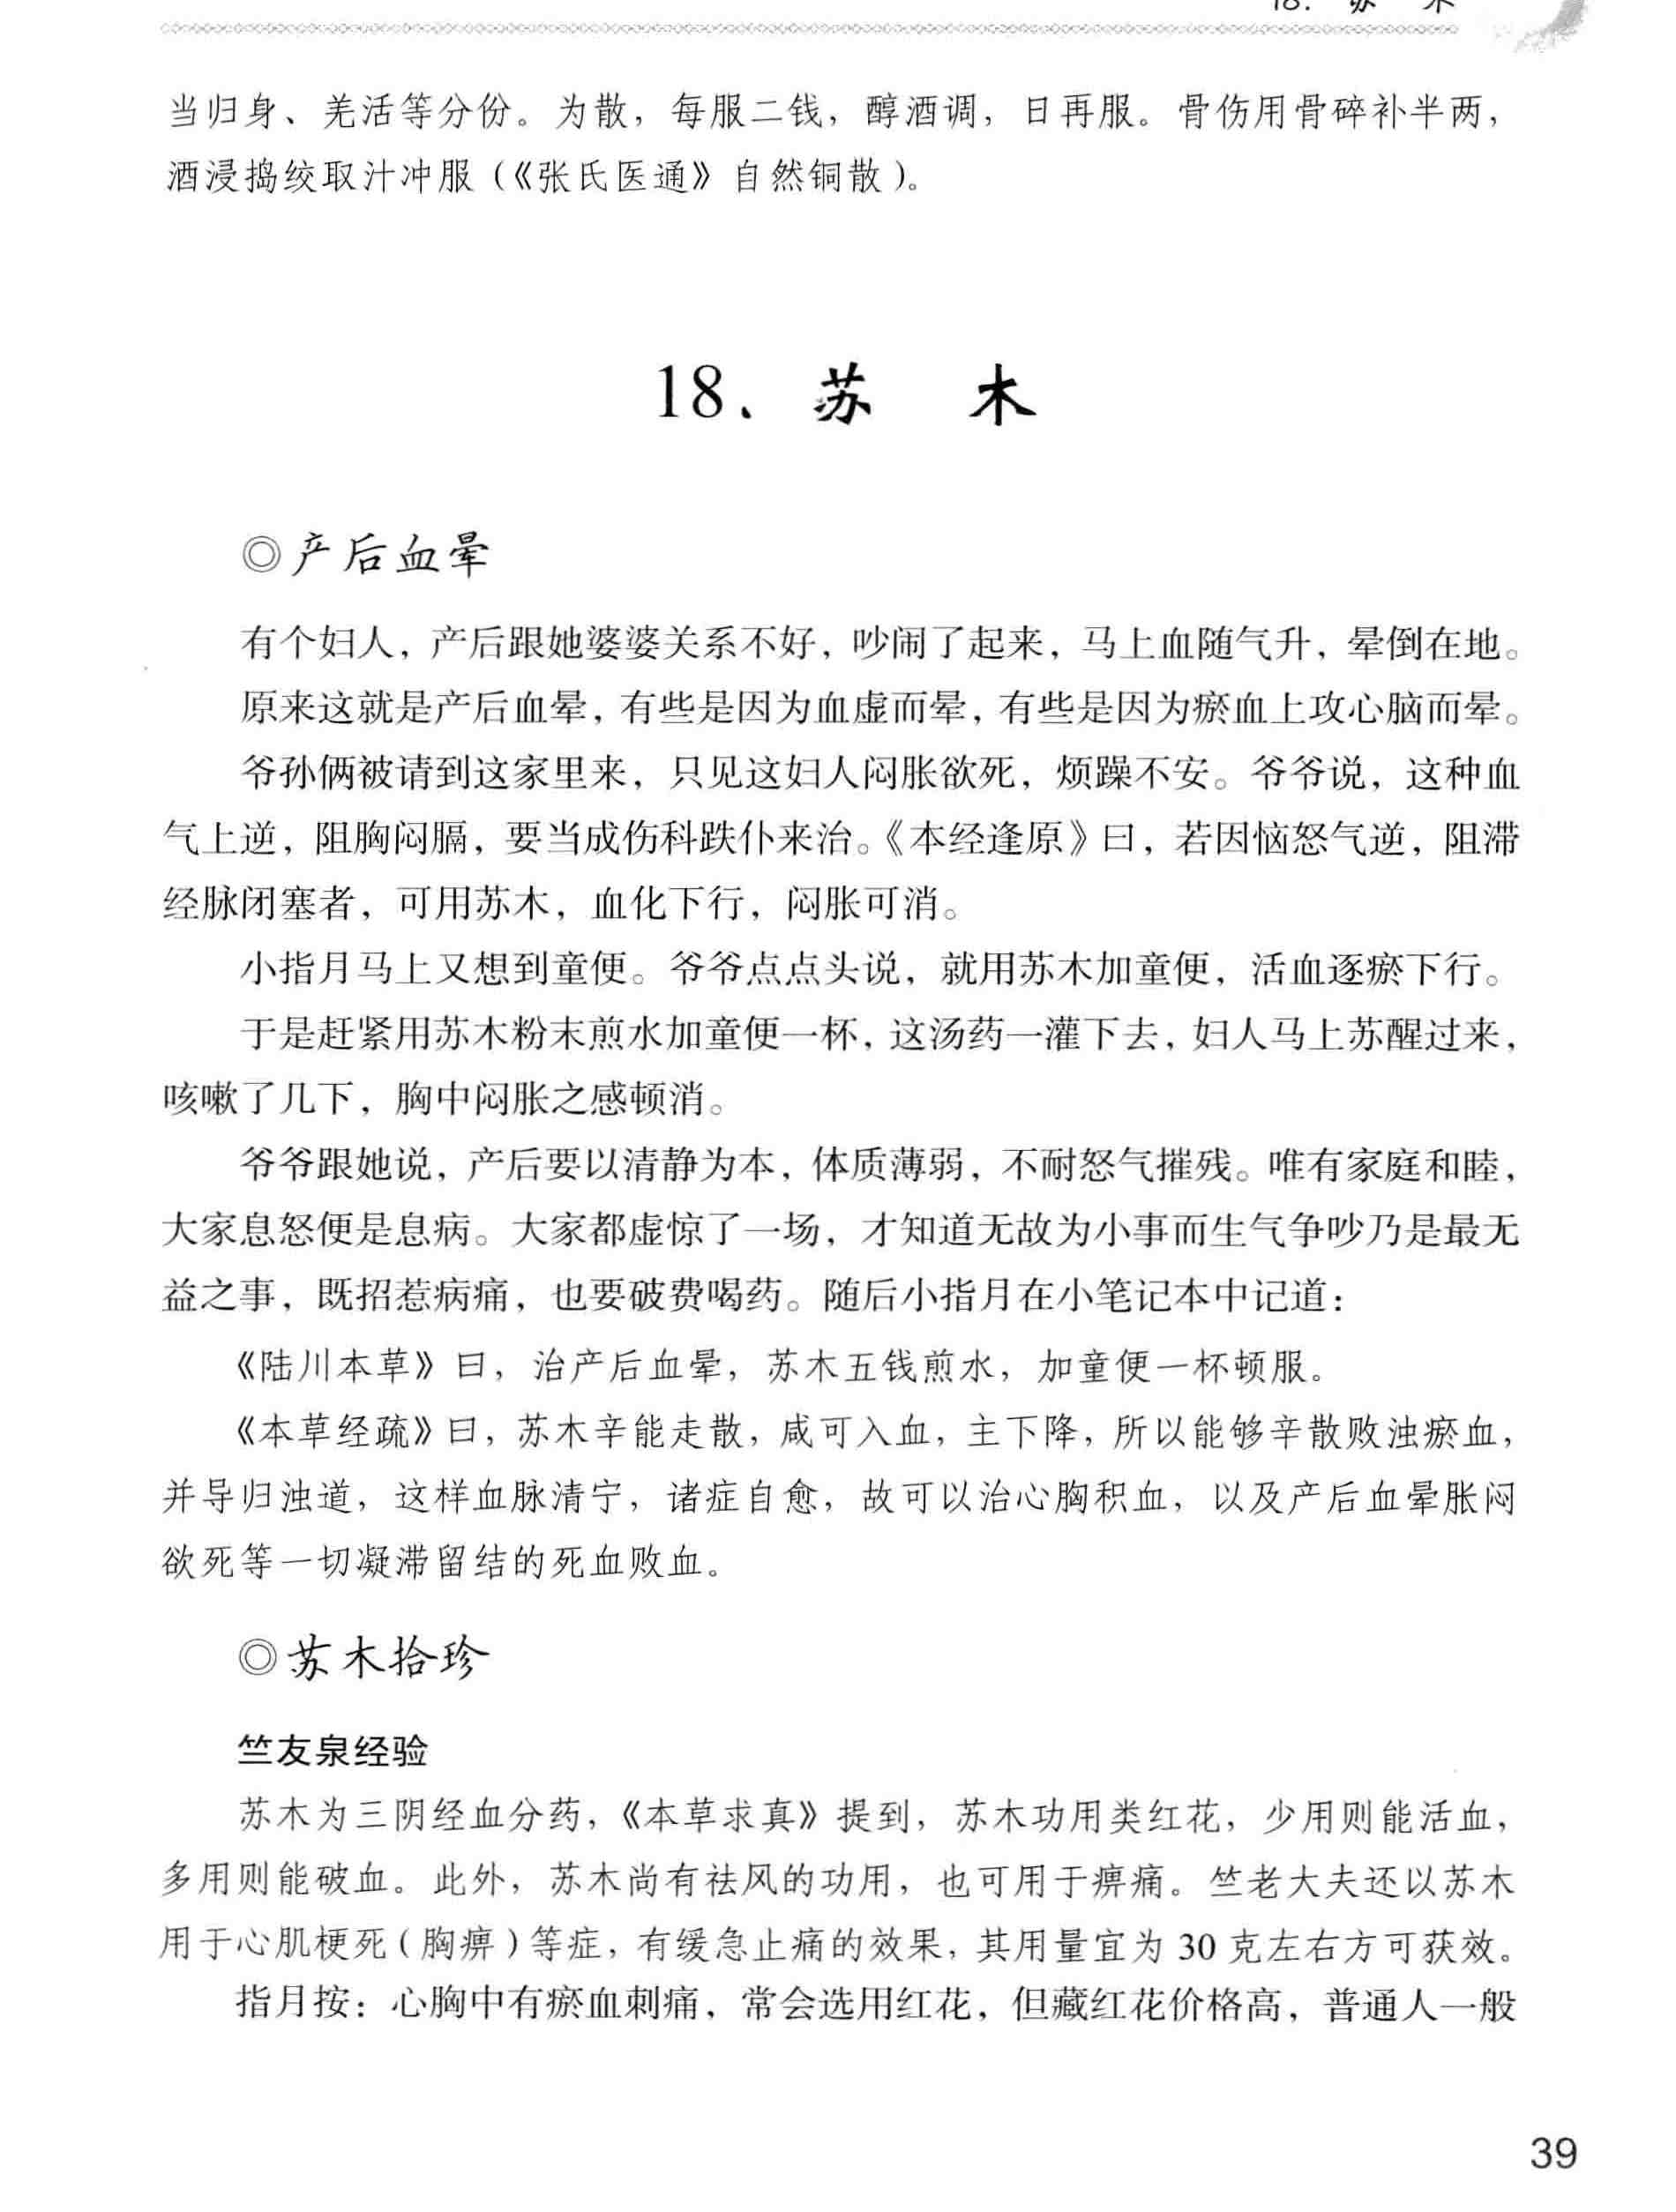 18. 苏 木
当归身、羌活等分份。为散，每服二钱，醇酒调，日再服。骨伤用骨碎补半两，
酒浸捣绞取汁冲服（《张氏医通》自然铜散）。
18、苏 木
◎产后血晕
有个妇人，产后跟她婆婆关系不好，吵闹了起来，马上血随气升，晕倒在地。
原来这就是产后血晕，有些是因为血虚而晕，有些是因为瘀血上攻心脑而晕。
爷孙俩被请到这家里来，只见这妇人闷胀欲死，烦躁不安。爷爷说，这种血
气上逆，阻胸闷膈，要当成伤科跌仆来治。《本经逢原》曰，若因恼怒气逆，阻滞
经脉闭塞者，可用苏木，血化下行，闷胀可消。
小指月马上又想到童便。爷爷点点头说，就用苏木加童便，活血逐瘀下行。
于是赶紧用苏木粉末煎水加童便一杯，这汤药一灌下去，妇人马上苏醒过来，
咳嗽了几下，胸中闷胀之感顿消。
爷爷跟她说，产后要以清静为本，体质薄弱，不耐怒气摧残。唯有家庭和睦，
大家息怒便是息病。大家都虚惊了一场，才知道无故为小事而生气争吵乃是最无
益之事，既招惹病痛，也要破费喝药。随后小指月在小笔记本中记道：
《陆川本草》曰，治产后血晕，苏木五钱煎水，加童便一杯顿服。
《本草经疏》曰，苏木辛能走散，咸可入血，主下降，所以能够辛散败浊瘀血，
并导归浊道，这样血脉清宁，诸症自愈，故可以治心胸积血，以及产后血晕胀闷
欲死等一切凝滞留结的死血败血。
◎苏木拾珍
竺友泉经验
苏木为三阴经血分药，《本草求真》提到，苏木功用类红花，少用则能活血，
多用则能破血。此外，苏木尚有祛风的功用，也可用于痹痛。竺老大夫还以苏木
用于心肌梗死（胸痹）等症，有缓急止痛的效果，其用量宜为 30 克左右方可获效。
指月按：心胸中有瘀血刺痛，常会选用红花，但藏红花价格高，普通人一般
39